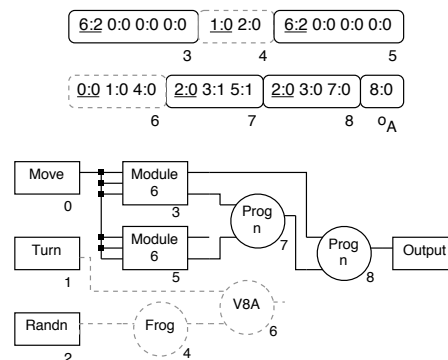 6:2 0:0 0:0 0:0 1:0 2:0 6:2 0:0 0:0 0:0
3 4 5
0:0 1:0 4:0 2:0 3:1 5:1 2:0 3:0 7:0 8:0
6 7 8 oA
Move
0
Module
6
3
Prog
n
7
Module
6
5
Prog
n
8
Output
Turn
1
V8A
6
Randn
2
Frog
4